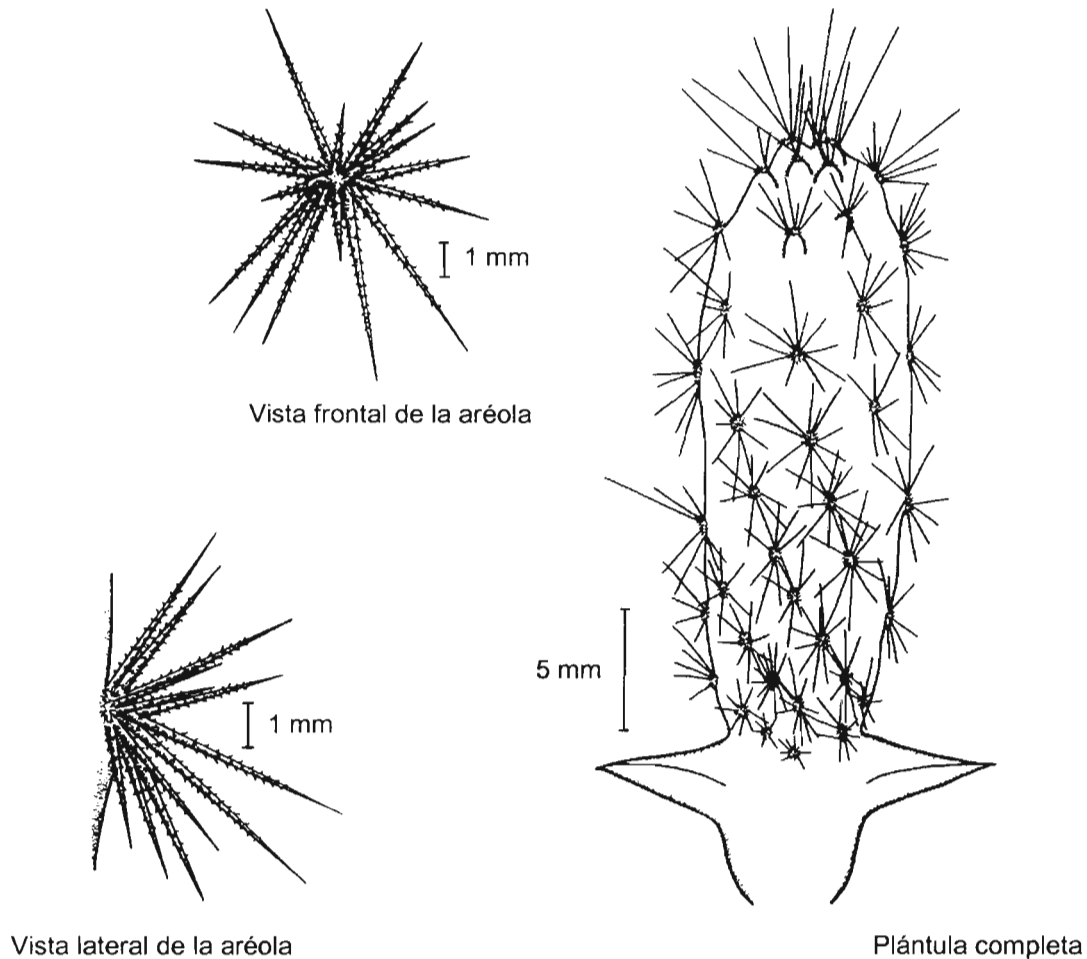 1 mm
Vista frontal de la aréola
1 mm
Vista lateral de la aréola
5 mm
Plántula completa